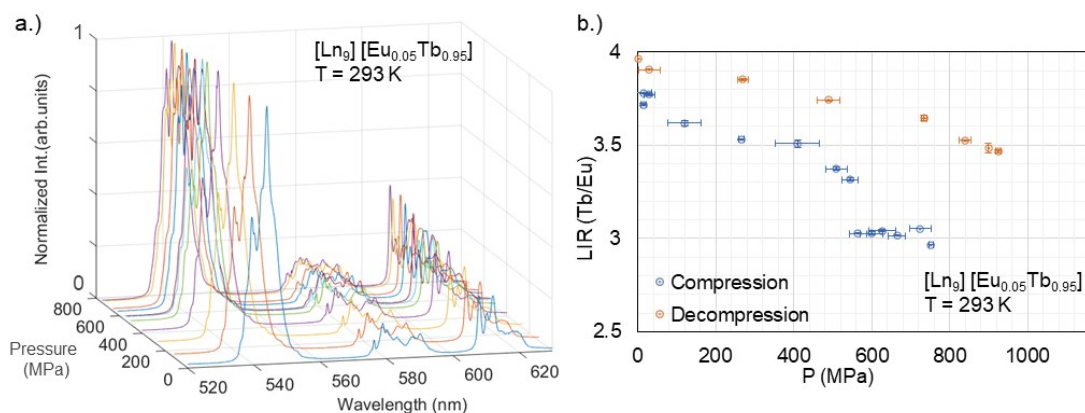 a.)
1
[Ln₉] [Eu₀.₀₅Tb₀.₉₅]
T = 293 K
Normalized Int.(arb.units)
0
800
600
400
200
0
Pressure
(MPa)
520
540
560
580
600
620
Wavelength (nm)
b.)
4
3.5
3
2.5
LIR (Tb/Eu)
Compression
Decompression
[Ln₉] [Eu₀.₀₅Tb₀.₉₅]
T = 293 K
0
200
400
600
800
1000
P (MPa)